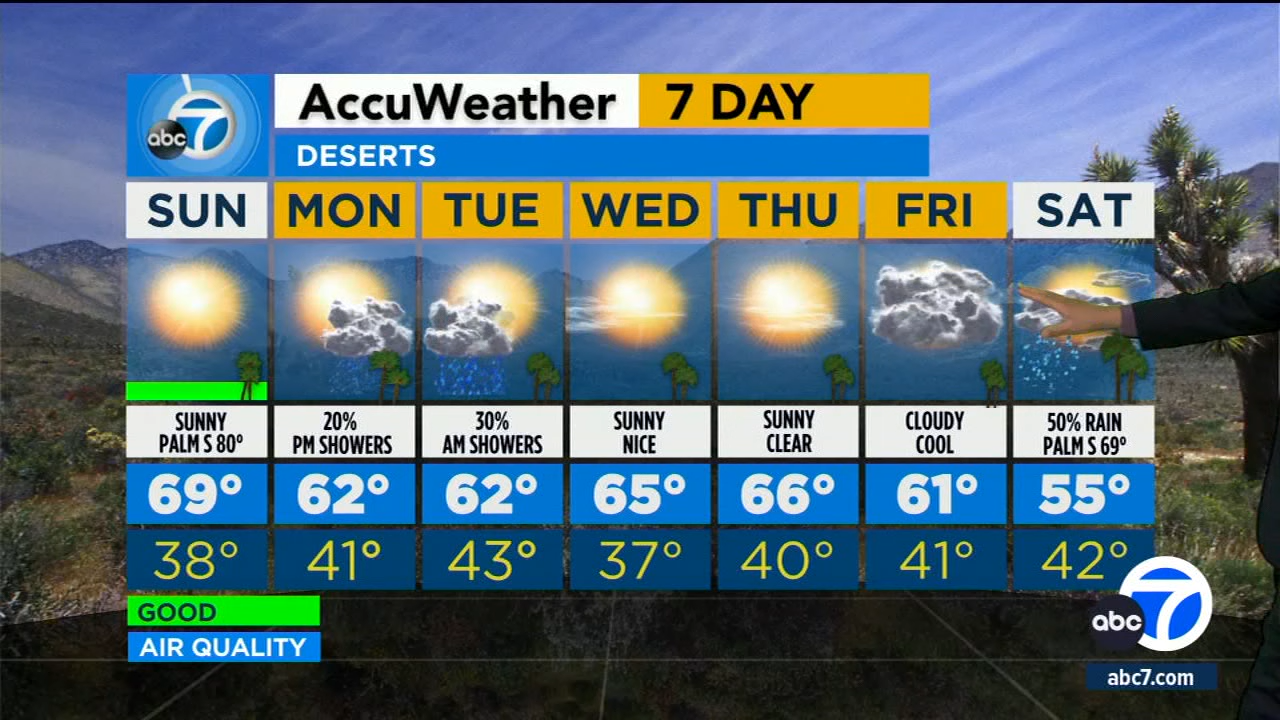 abc 7
AccuWeather 7 DAY
DESERTS
SUN MON TUE WED THU FRI SAT
SUNNY 20% 30% SUNNY SUNNY CLOUDY 50% RAIN
PALM S 80° PM SHOWERS AM SHOWERS NICE CLEAR COOL PALM S 69°
69° 62° 62° 65° 66° 61° 55°
38° 41° 43° 37° 40° 41° 42°
GOOD
AIR QUALITY
abc 7
abc7.com